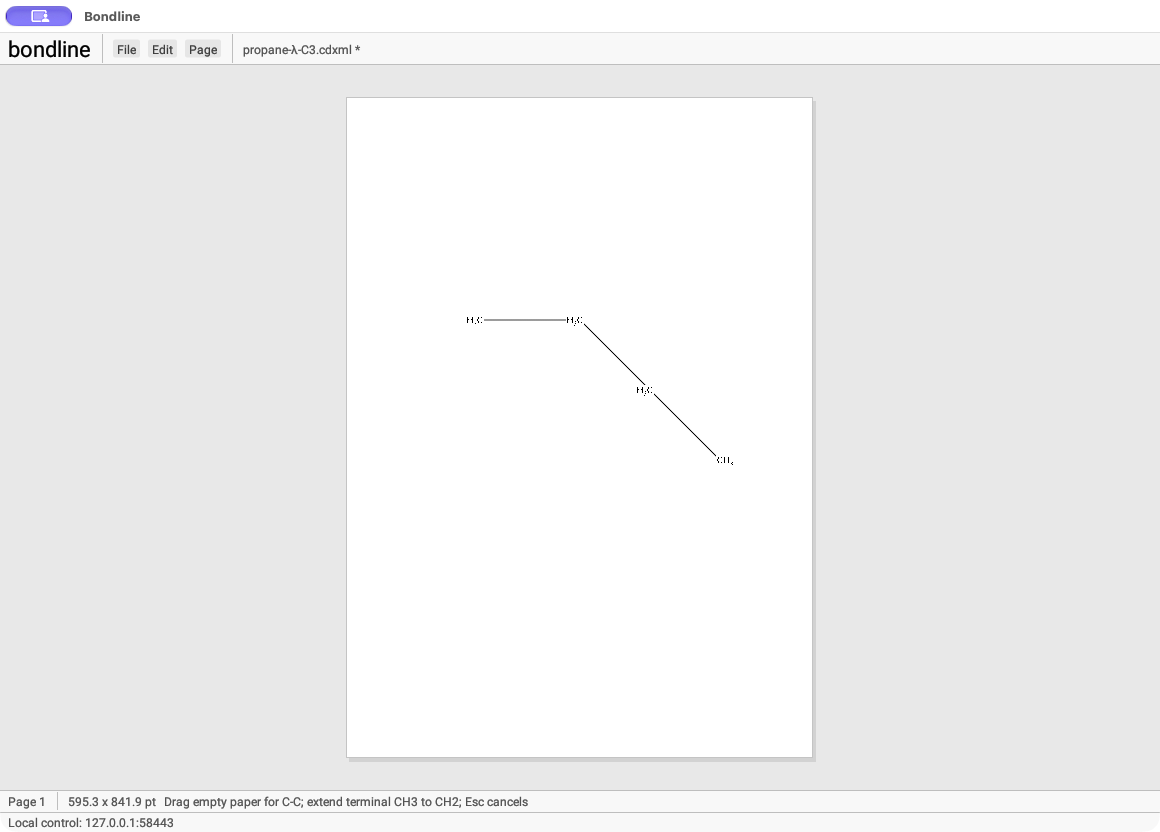 Bondline
bondline File Edit Page propane-λ-C3.cdxml *
H₃C H₂C
H₂C
CH₃
Page 1 595.3 x 841.9 pt Drag empty paper for C-C; extend terminal CH3 to CH2; Esc cancels
Local control: 127.0.0.1:58443